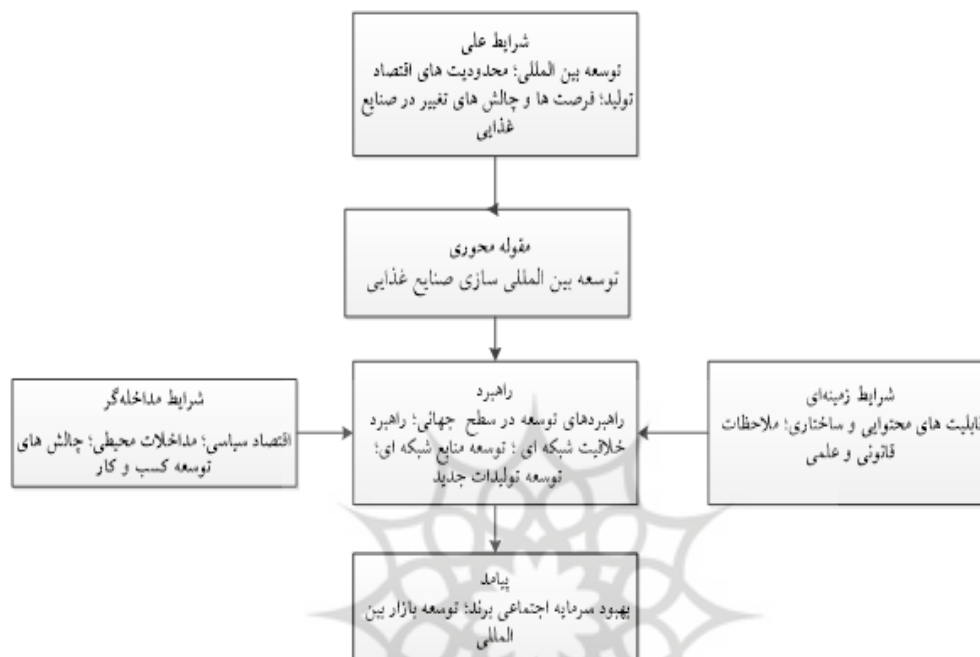 شرایط علی
توسعه بین المللی؛ محدودیت های اقتصاد
تولید؛ فرصت ها و چالش های تغییر در صنایع
غذایی
مقوله محوری
توسعه بین المللی سازی صنایع غذایی
شرایط زمینه‌ای
قابلیت های محتوایی و ساختاری؛ ملاحظات
قانونی و علمی
راهبرد
راهبردهای توسعه در سطح جهانی؛ راهبرد
خلاقیت شبکه ای ؛ توسعه منابع شبکه ای؛
توسعه تولیدات جدید
شرایط مداخله‌گر
اقتصاد سیاسی؛ مداخلات محیطی؛ چالش های
توسعه کسب و کار
پیامد
بهبود سرمایه اجتماعی برند؛ توسعه بازار بین
المللی